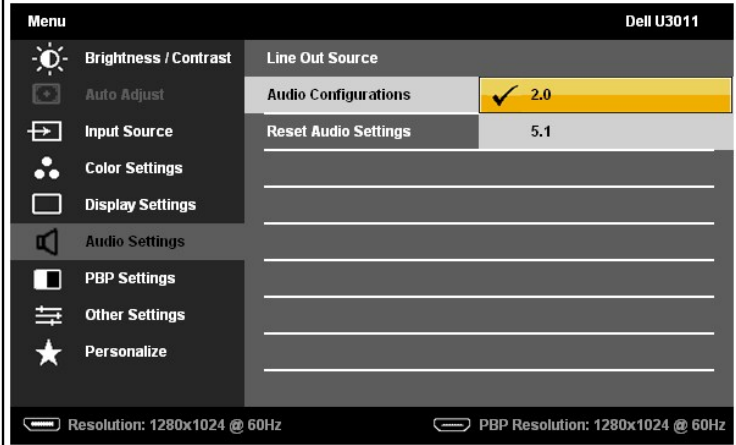 Menu Dell U3011
Brightness / Contrast Line Out Source
Auto Adjust Audio Configurations 2.0
Input Source Reset Audio Settings 5.1
Color Settings
Display Settings
Audio Settings
PBP Settings
Other Settings
Personalize
Resolution: 1280x1024 @ 60Hz PBP Resolution: 1280x1024 @ 60Hz